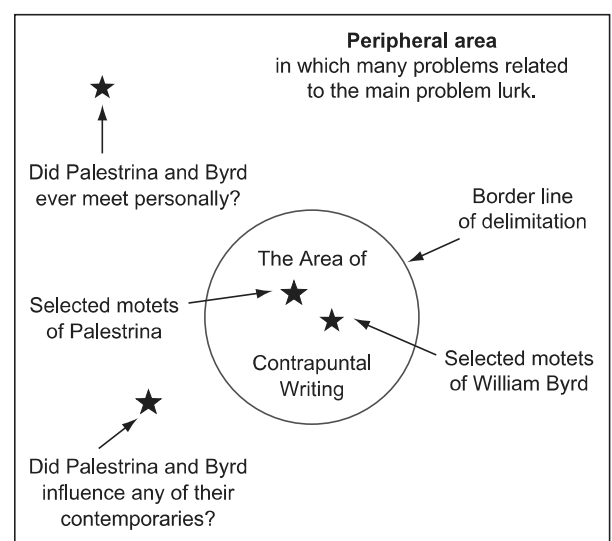 Peripheral area
in which many problems related
to the main problem lurk.
Did Palestrina and Byrd
ever meet personally?
Border line
of delimitation
The Area of
Selected motets
of Palestrina
Contrapuntal
Writing
Selected motets
of William Byrd
Did Palestrina and Byrd
influence any of their
contemporaries?